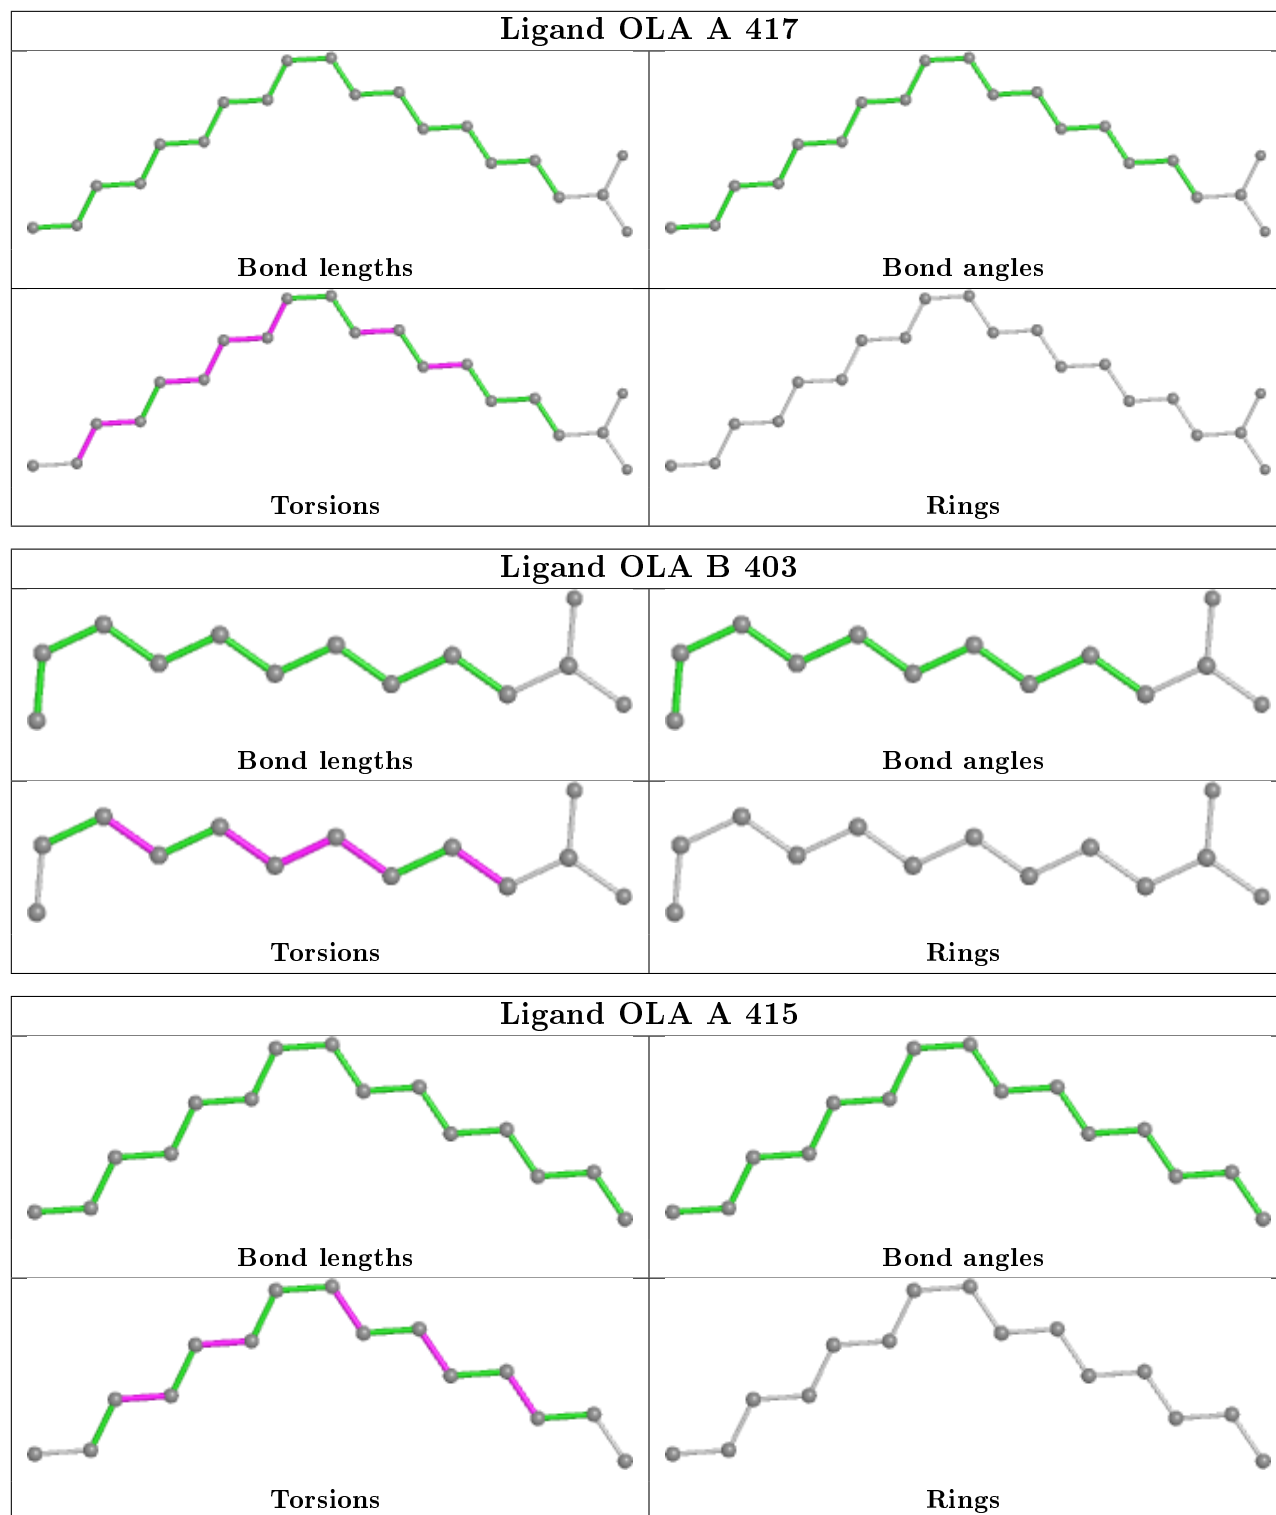 Ligand OLA A 417
Bond lengths
Bond angles
Torsions
Rings
Ligand OLA B 403
Bond lengths
Bond angles
Torsions
Rings
Ligand OLA A 415
Bond lengths
Bond angles
Torsions
Rings